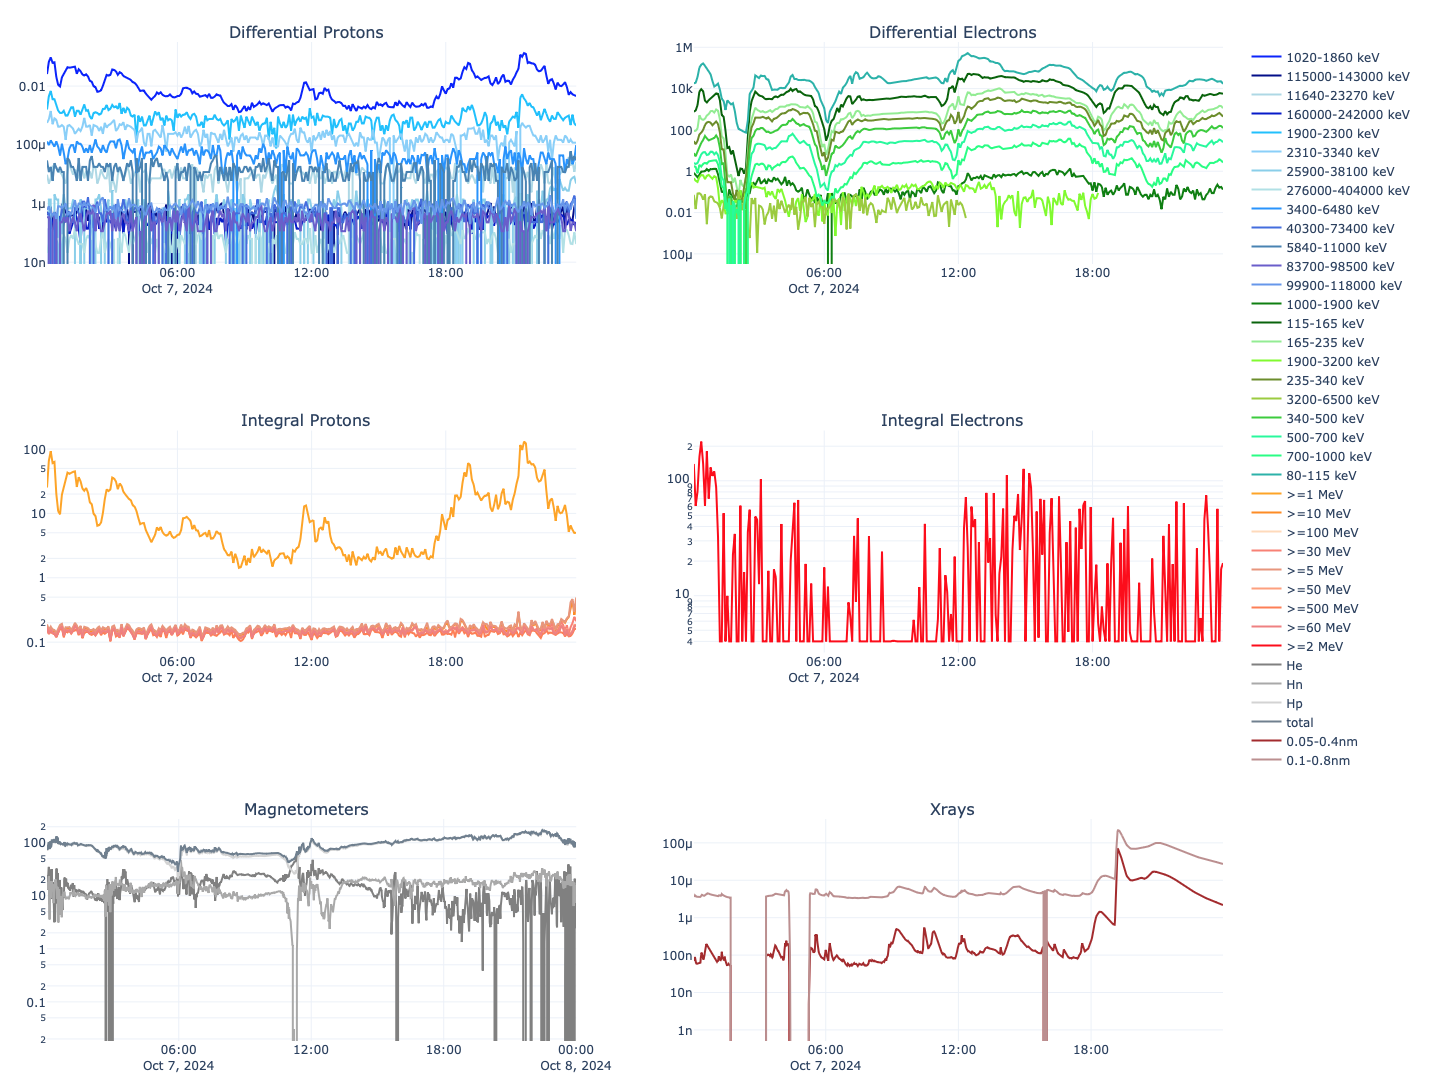 Differential Protons
0.01
100µ
1µ
10n
06:00 12:00 18:00
Oct 7, 2024
Differential Electrons
1M
10k
100
1
0.01
100µ
06:00 12:00 18:00
Oct 7, 2024
Integral Protons
100
5
2
10
5
2
1
5
2
0.1
06:00 12:00 18:00
Oct 7, 2024
Integral Electrons
2
100
9
8
7
6
5
4
3
2
10
9
8
7
6
5
4
06:00 12:00 18:00
Oct 7, 2024
Magnetometers
2
100
5
2
10
5
2
1
5
2
0.1
5
2
06:00 12:00 18:00 00:00
Oct 7, 2024 Oct 8, 2024
Xrays
100µ
10µ
1µ
100n
10n
1n
06:00 12:00 18:00
Oct 7, 2024
1020-1860 keV
115000-143000 keV
11640-23270 keV
160000-242000 keV
1900-2300 keV
2310-3340 keV
25900-38100 keV
276000-404000 keV
3400-6480 keV
40300-73400 keV
5840-11000 keV
83700-98500 keV
99900-118000 keV
1000-1900 keV
115-165 keV
165-235 keV
1900-3200 keV
235-340 keV
3200-6500 keV
340-500 keV
500-700 keV
700-1000 keV
80-115 keV
>=1 MeV
>=10 MeV
>=100 MeV
>=30 MeV
>=5 MeV
>=50 MeV
>=500 MeV
>=60 MeV
>=2 MeV
He
Hn
Hp
total
0.05-0.4nm
0.1-0.8nm